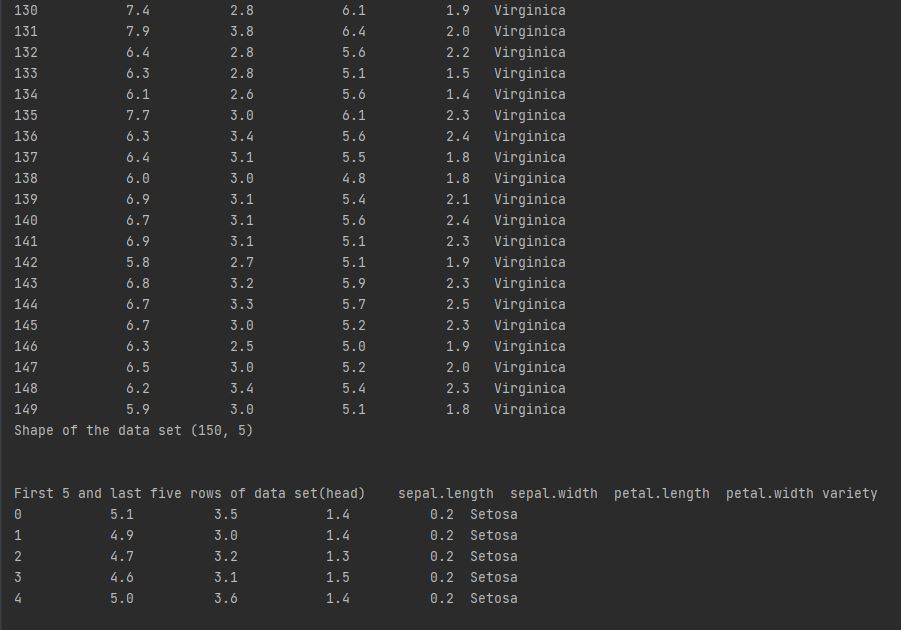 130 7.4 2.8 6.1 1.9 Virginica
131 7.9 3.8 6.4 2.0 Virginica
132 6.4 2.8 5.6 2.2 Virginica
133 6.3 2.8 5.1 1.5 Virginica
134 6.1 2.6 5.6 1.4 Virginica
135 7.7 3.0 6.1 2.3 Virginica
136 6.3 3.4 5.6 2.4 Virginica
137 6.4 3.1 5.5 1.8 Virginica
138 6.0 3.0 4.8 1.8 Virginica
139 6.9 3.1 5.4 2.1 Virginica
140 6.7 3.1 5.6 2.4 Virginica
141 6.9 3.1 5.1 2.3 Virginica
142 5.8 2.7 5.1 1.9 Virginica
143 6.8 3.2 5.9 2.3 Virginica
144 6.7 3.3 5.7 2.5 Virginica
145 6.7 3.0 5.2 2.3 Virginica
146 6.3 2.5 5.0 1.9 Virginica
147 6.5 3.0 5.2 2.0 Virginica
148 6.2 3.4 5.4 2.3 Virginica
149 5.9 3.0 5.1 1.8 Virginica
Shape of the data set (150, 5)
First 5 and last five rows of data set(head) sepal.length sepal.width petal.length petal.width variety
0 5.1 3.5 1.4 0.2 Setosa
1 4.9 3.0 1.4 0.2 Setosa
2 4.7 3.2 1.3 0.2 Setosa
3 4.6 3.1 1.5 0.2 Setosa
4 5.0 3.6 1.4 0.2 Setosa